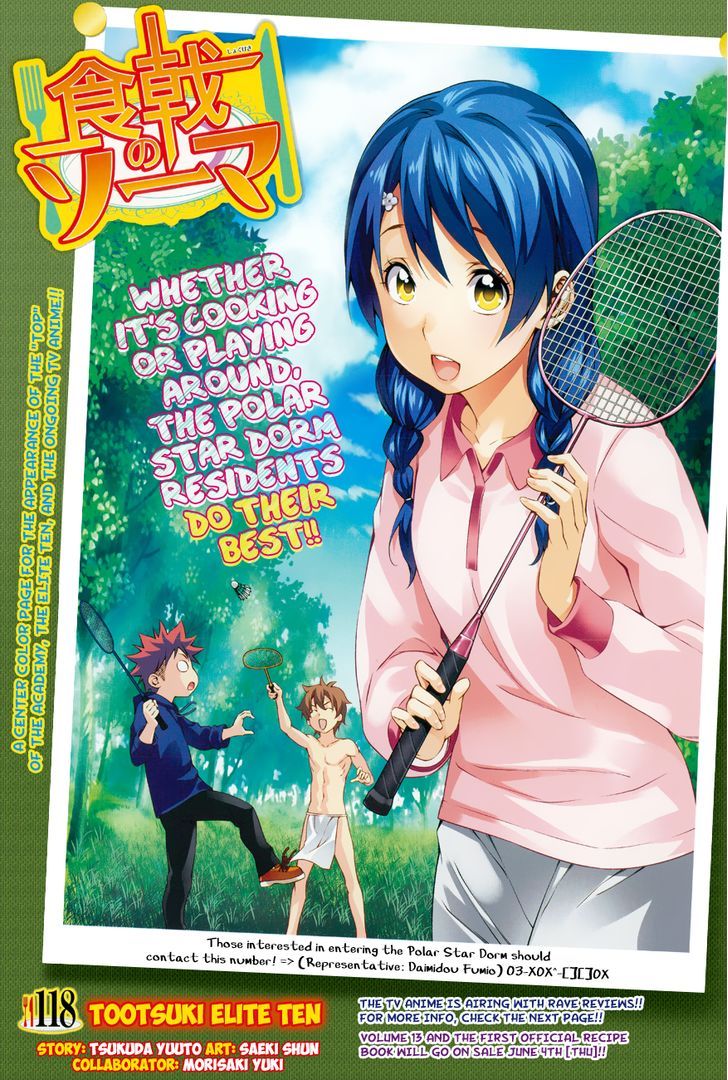 食戟の
しょくげき
ソーマ
WHETHER
IT'S COOKING
OR PLAYING
AROUND,
THE POLAR
STAR DORM
RESIDENTS
DO THEIR
BEST!!
A CENTER COLOR PAGE FOR THE APPEARANCE OF THE "TOP"
OF THE ACADEMY, THE ELITE TEN, AND THE ONGOING TV ANIME!!
Those interested in entering the Polar Star Dorm should
contact this number! => (Representative: Daimidou Fumio) 03-XOX^-[][]OX
118 TOOTSUKI ELITE TEN
STORY: TSUKUDA YUUTO ART: SAEKI SHUN
COLLABORATOR: MORISAKI YUKI
THE TV ANIME IS AIRING WITH RAVE REVIEWS!!
FOR MORE INFO, CHECK THE NEXT PAGE!!
VOLUME 13 AND THE FIRST OFFICIAL RECIPE
BOOK WILL GO ON SALE JUNE 4TH [THU]!!